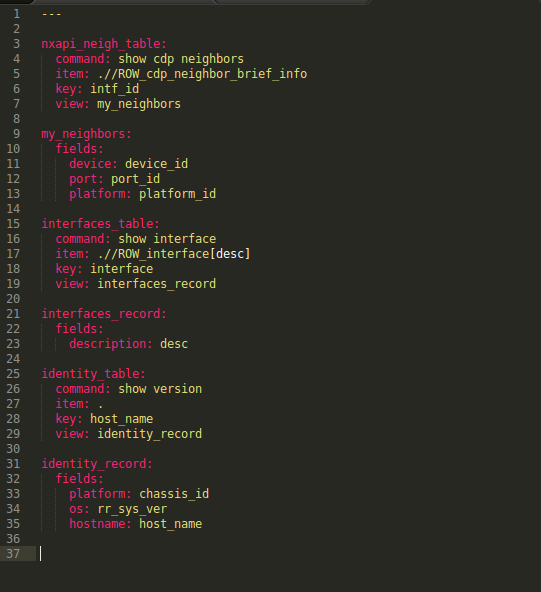 1 ---
2
3 nxapi_neigh_table:
4   command: show cdp neighbors
5   item: .//ROW_cdp_neighbor_brief_info
6   key: intf_id
7   view: my_neighbors
8
9 my_neighbors:
10   fields:
11     device: device_id
12     port: port_id
13     platform: platform_id
14
15 interfaces_table:
16   command: show interface
17   item: .//ROW_interface[desc]
18   key: interface
19   view: interfaces_record
20
21 interfaces_record:
22   fields:
23     description: desc
24
25 identity_table:
26   command: show version
27   item: .
28   key: host_name
29   view: identity_record
30
31 identity_record:
32   fields:
33     platform: chassis_id
34     os: rr_sys_ver
35     hostname: host_name
36
37